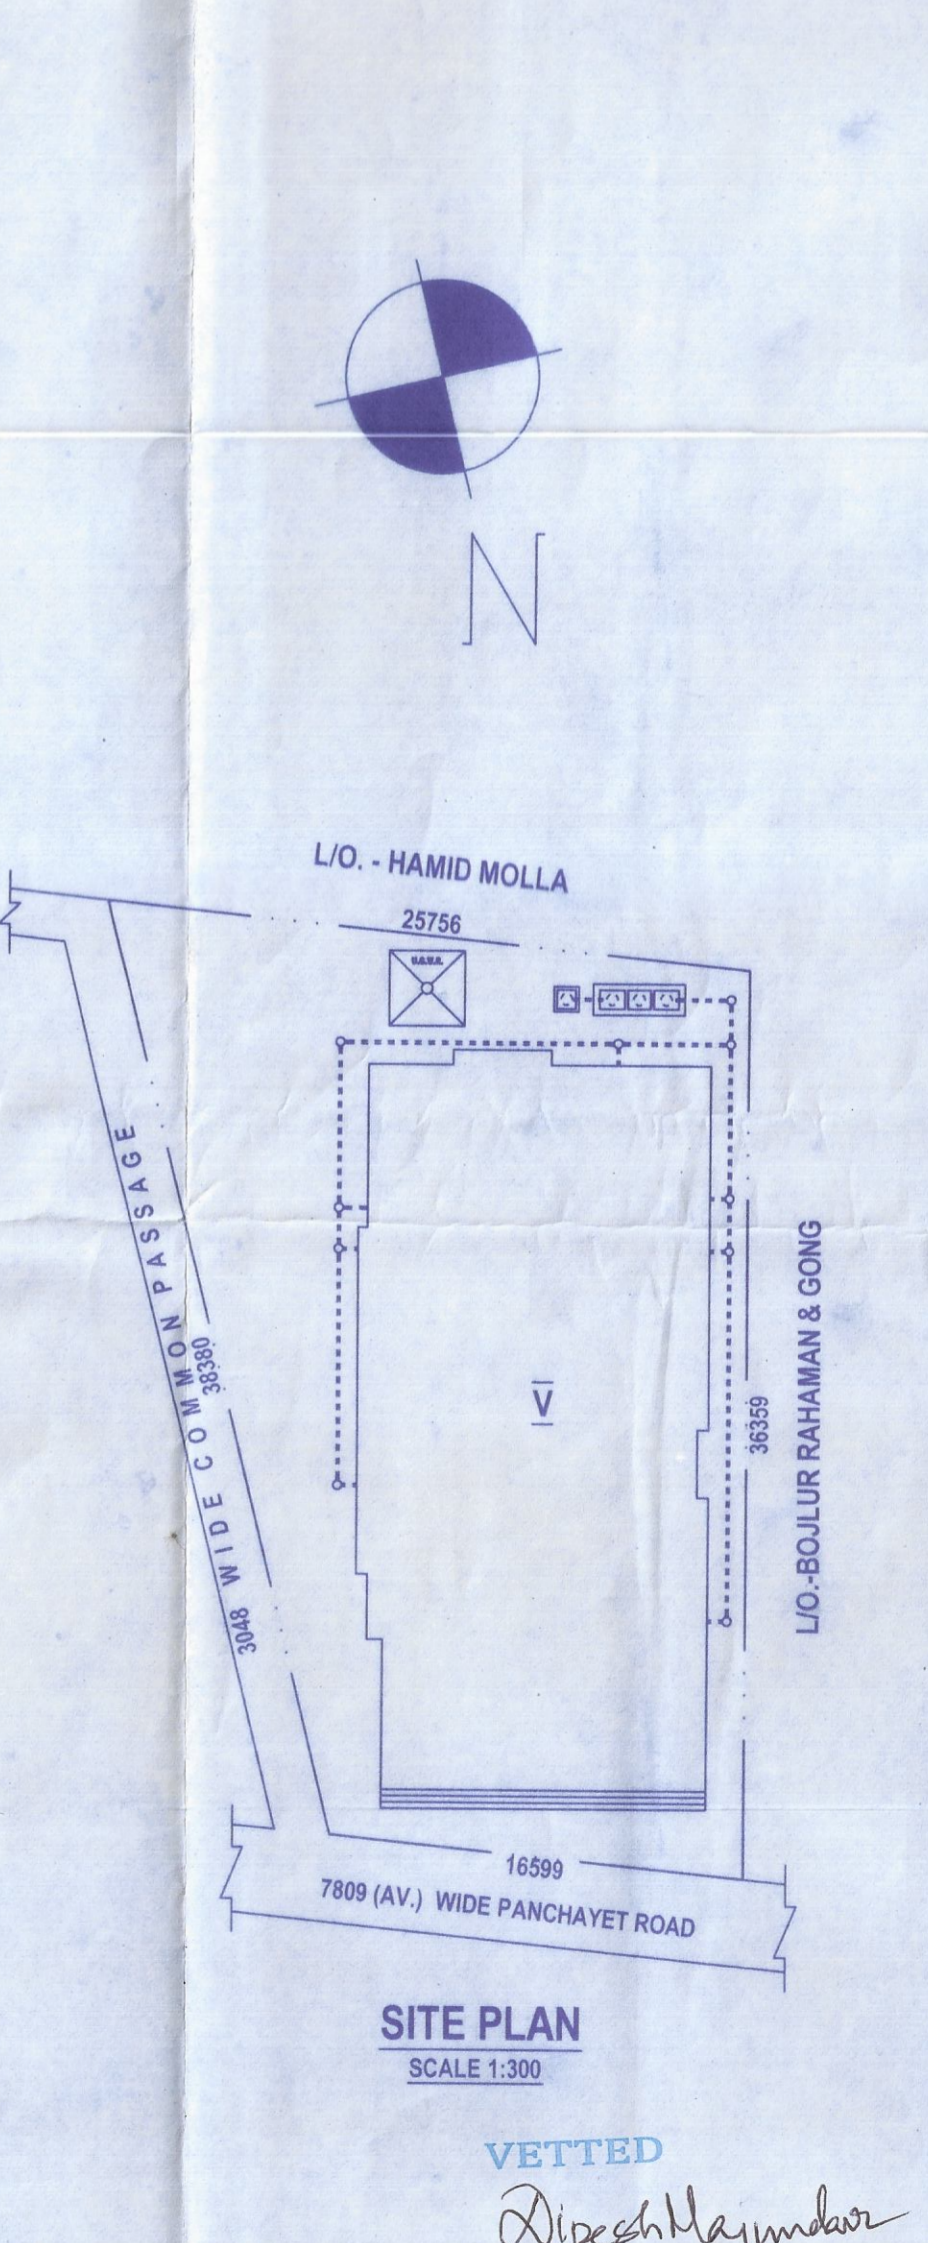 N
L/O. - HAMID MOLLA
25756
3048 WIDE COMMON PASSAGE
38380
V
36359
L/O.-BOJLUR RAHAMAN & GONG
16599
7809 (AV.) WIDE PANCHAYET ROAD
SITE PLAN
SCALE 1:300
VETTED
Dipesh Majumdar